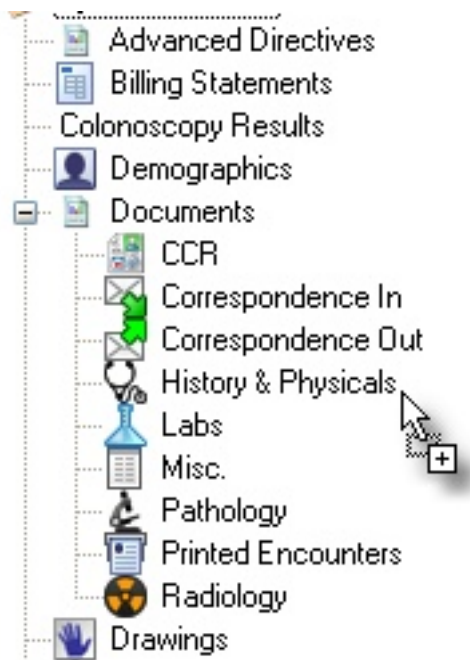 Advanced Directives
Billing Statements
Colonoscopy Results
Demographics
Documents
CCR
Correspondence In
Correspondence Out
History & Physicals
Labs
Misc.
Pathology
Printed Encounters
Radiology
Drawings